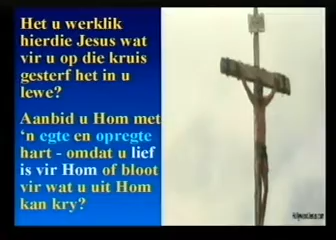 Het u werklik
hierdie Jesus wat
vir u op die kruis
gesterf het in u
lewe?
Aanbid u Hom met
‘n egte en opregte
hart - omdat u lief
is vir Hom of bloot
vir wat u uit Hom
kan kry?